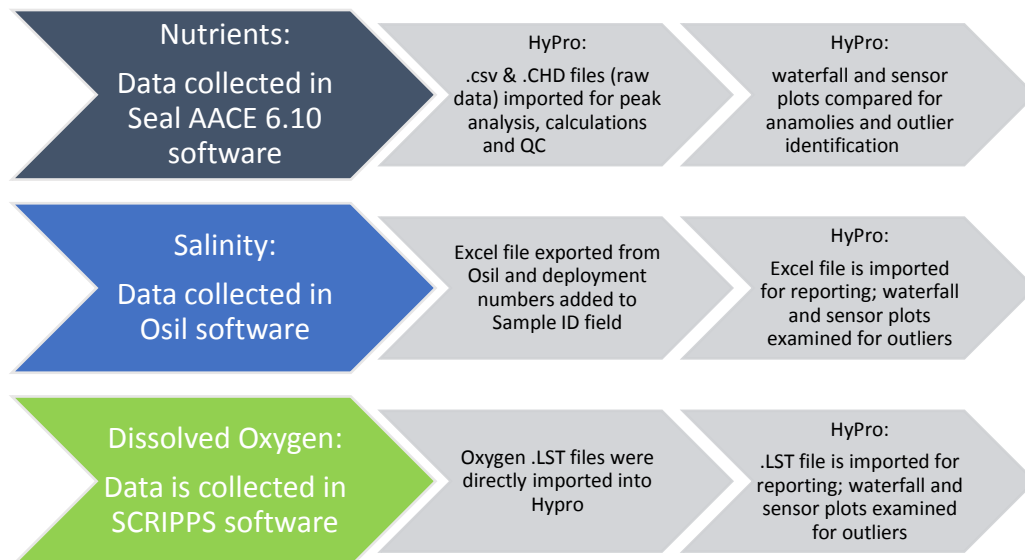 Nutrients:
Data collected in
Seal AACE 6.10
software
HyPro:
.csv & .CHD files (raw
data) imported for peak
analysis, calculations
and QC
HyPro:
waterfall and sensor
plots compared for
anamolies and outlier
identification
Salinity:
Data collected in
Osil software
Excel file exported from
Osil and deployment
numbers added to
Sample ID field
HyPro:
Excel file is imported
for reporting; waterfall
and sensor plots
examined for outliers
Dissolved Oxygen:
Data is collected in
SCRIPPS software
Oxygen .LST files were
directly imported into
Hypro
HyPro:
.LST file is imported for
reporting; waterfall and
sensor plots examined
for outliers